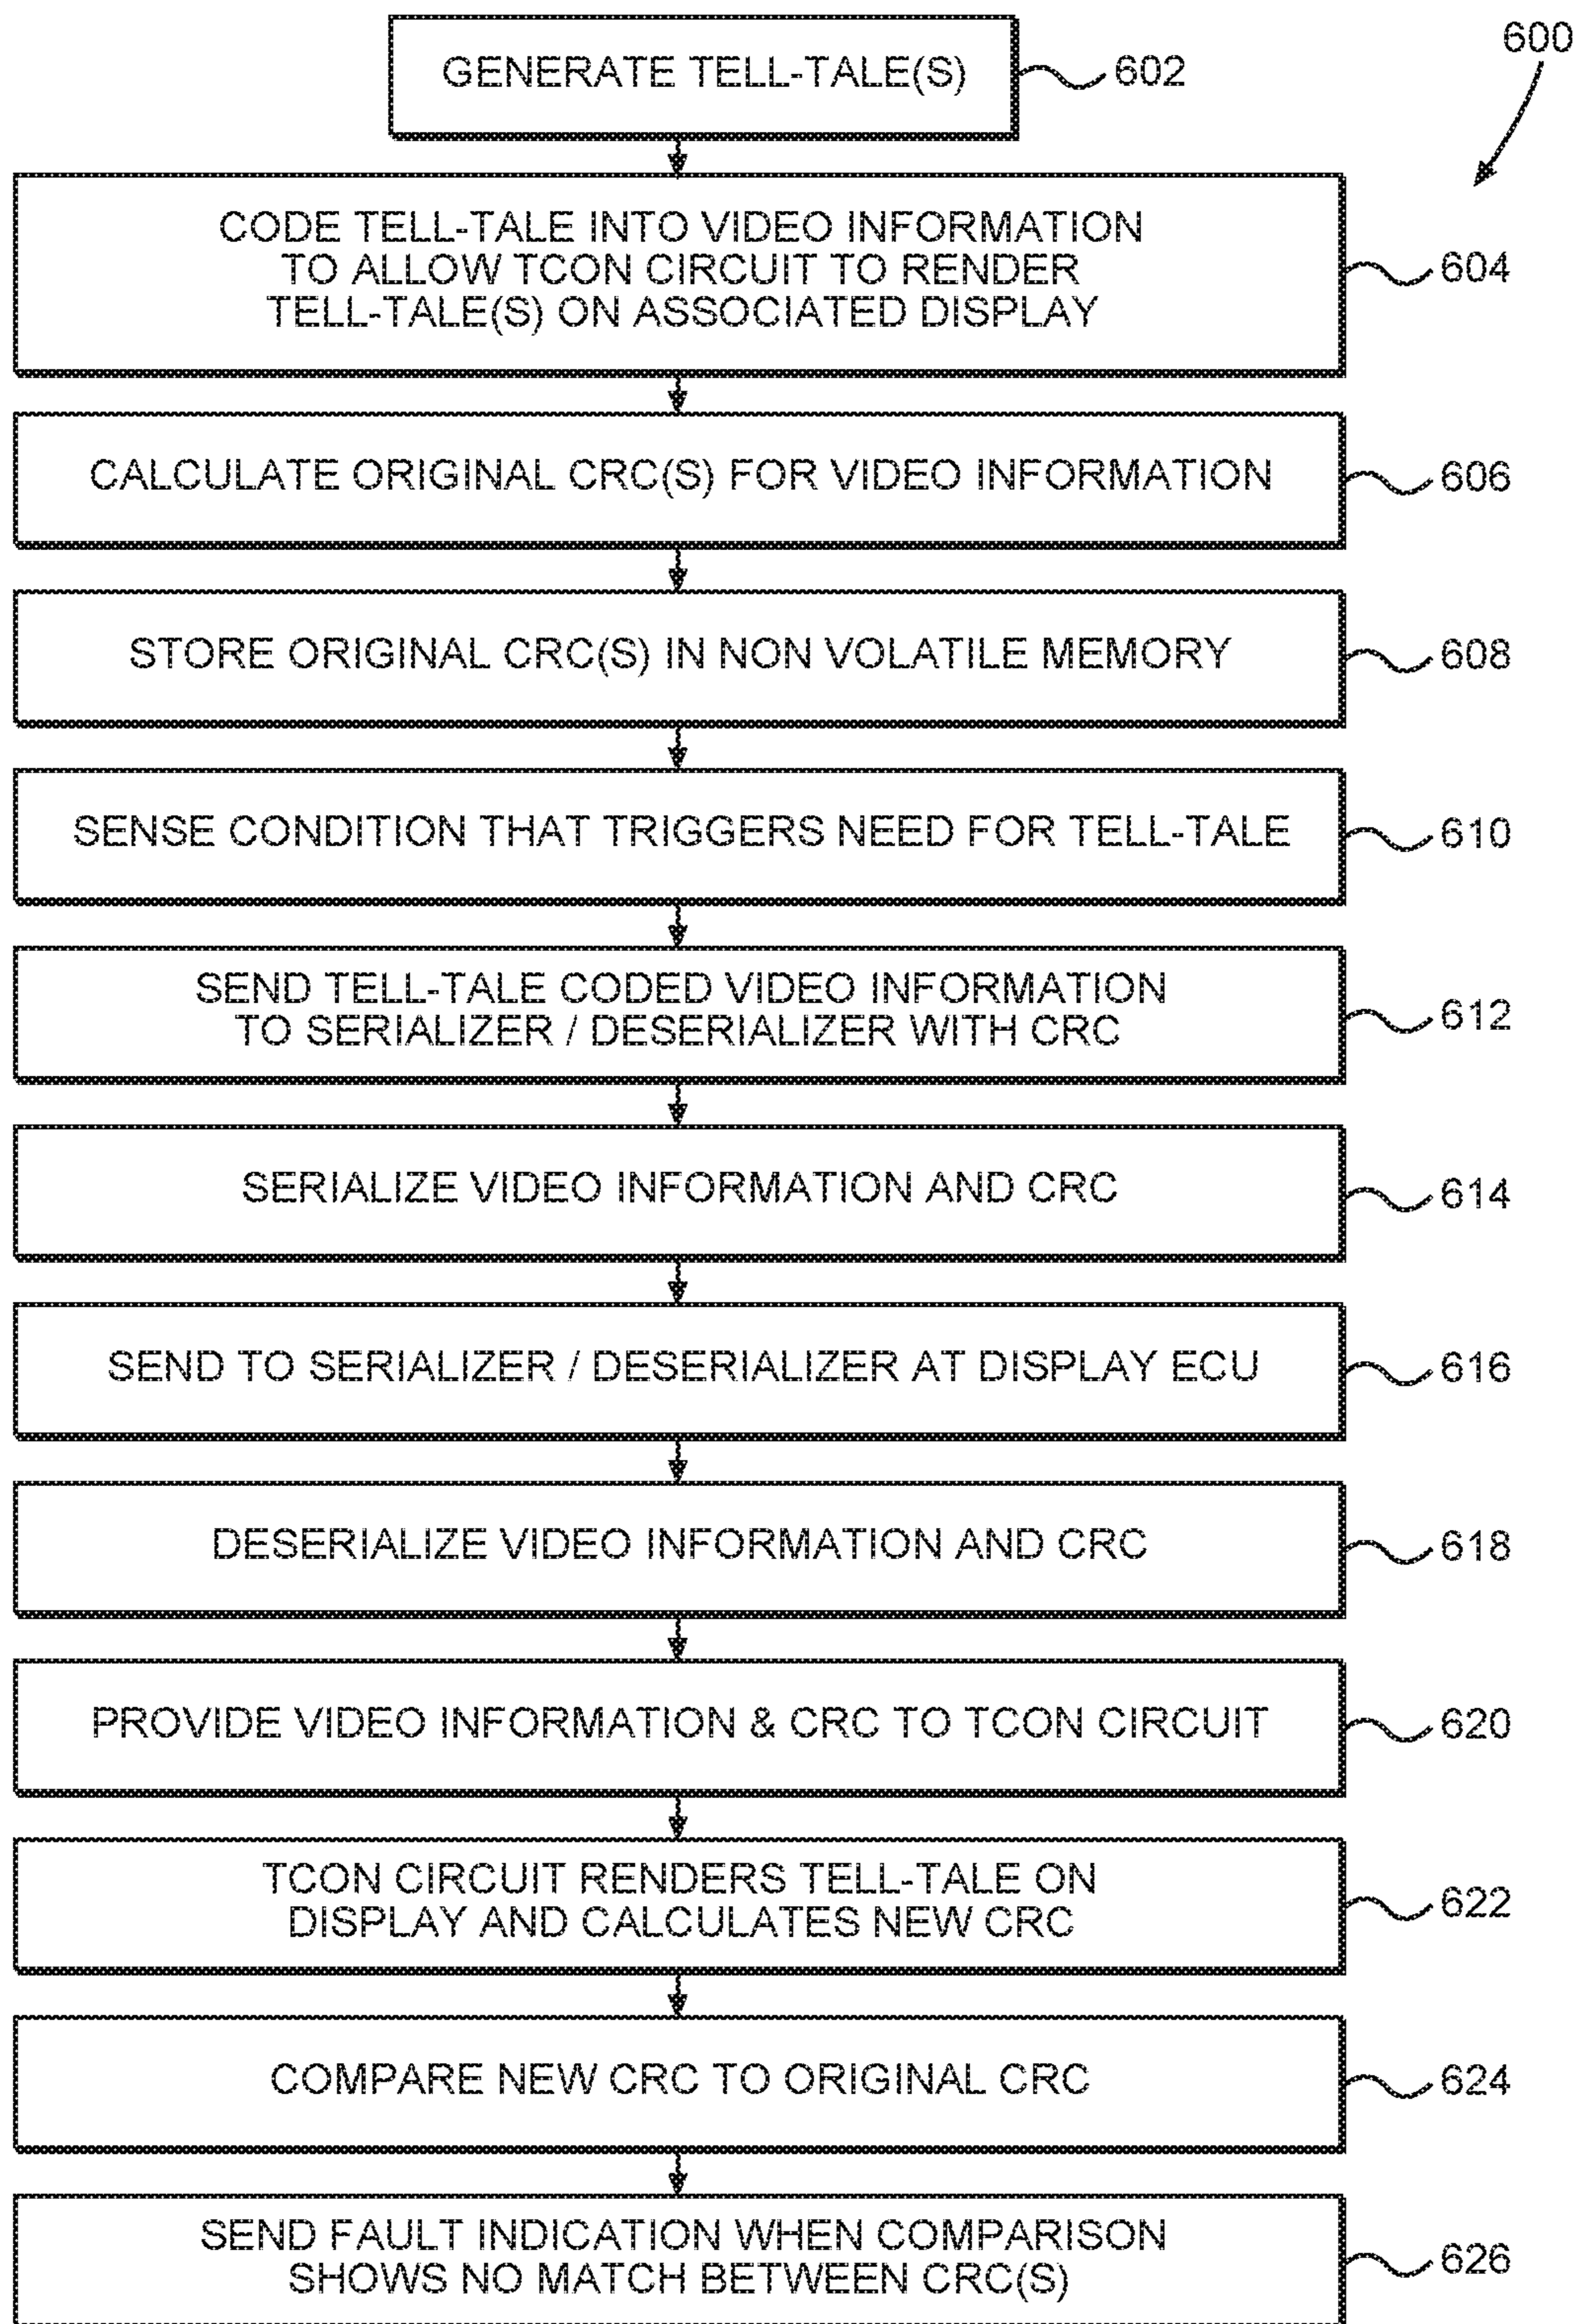 600
GENERATE TELL-TALE(S)
602
CODE TELL-TALE INTO VIDEO INFORMATION
TO ALLOW TCON CIRCUIT TO RENDER
TELL-TALE(S) ON ASSOCIATED DISPLAY
604
CALCULATE ORIGINAL CRC(S) FOR VIDEO INFORMATION
606
STORE ORIGINAL CRC(S) IN NON VOLATILE MEMORY
608
SENSE CONDITION THAT TRIGGERS NEED FOR TELL-TALE
610
SEND TELL-TALE CODED VIDEO INFORMATION
TO SERIALIZER / DESERIALIZER WITH CRC
612
SERIALIZE VIDEO INFORMATION AND CRC
614
SEND TO SERIALIZER / DESERIALIZER AT DISPLAY ECU
616
DESERIALIZE VIDEO INFORMATION AND CRC
618
PROVIDE VIDEO INFORMATION & CRC TO TCON CIRCUIT
620
TCON CIRCUIT RENDERS TELL-TALE ON
DISPLAY AND CALCULATES NEW CRC
622
COMPARE NEW CRC TO ORIGINAL CRC
624
SEND FAULT INDICATION WHEN COMPARISON
SHOWS NO MATCH BETWEEN CRC(S)
626